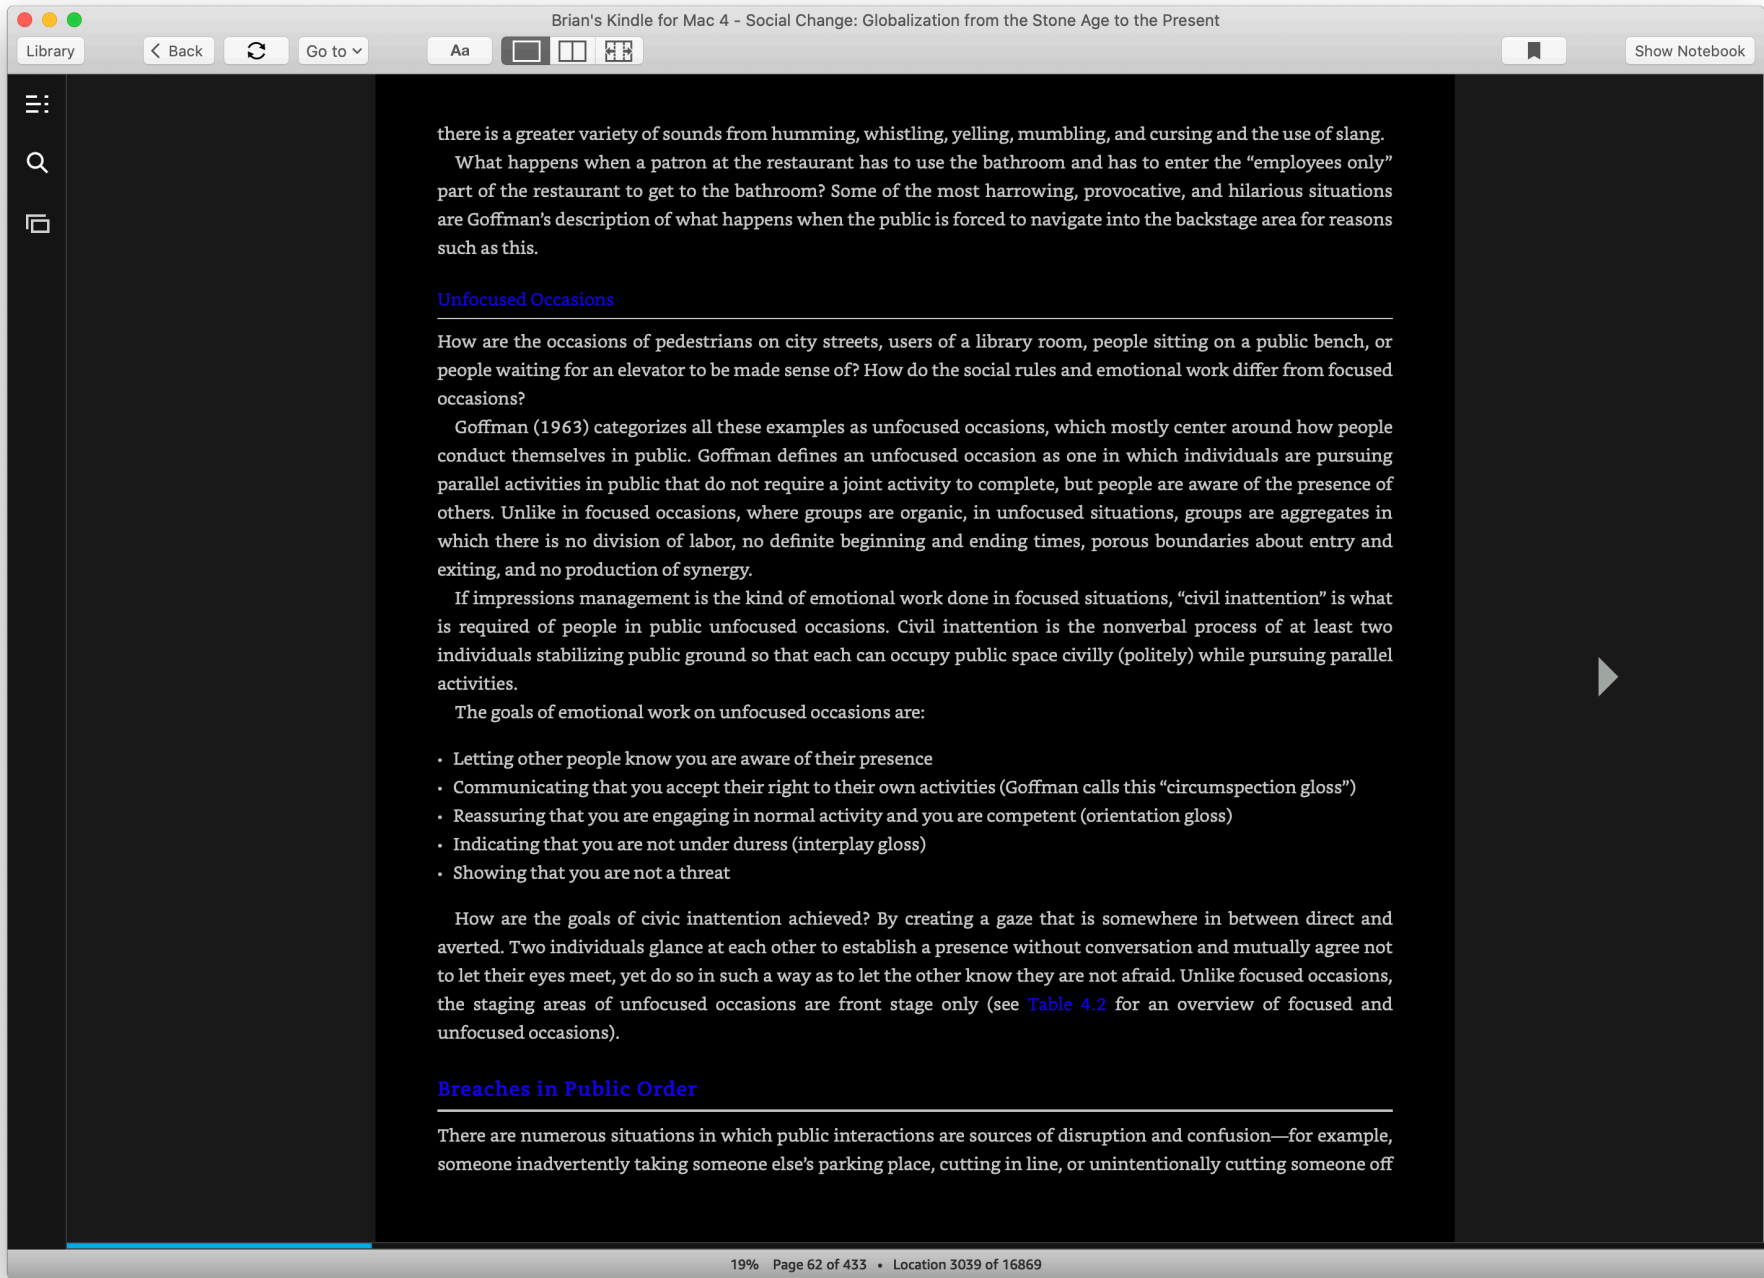 Brian's Kindle for Mac 4 - Social Change: Globalization from the Stone Age to the Present
Library
Back
Go to
Aa
Show Notebook
there is a greater variety of sounds from humming, whistling, yelling, mumbling, and cursing and the use of slang.
What happens when a patron at the restaurant has to use the bathroom and has to enter the “employees only”
part of the restaurant to get to the bathroom? Some of the most harrowing, provocative, and hilarious situations
are Goffman’s description of what happens when the public is forced to navigate into the backstage area for reasons
such as this.
Unfocused Occasions
How are the occasions of pedestrians on city streets, users of a library room, people sitting on a public bench, or
people waiting for an elevator to be made sense of? How do the social rules and emotional work differ from focused
occasions?
Goffman (1963) categorizes all these examples as unfocused occasions, which mostly center around how people
conduct themselves in public. Goffman defines an unfocused occasion as one in which individuals are pursuing
parallel activities in public that do not require a joint activity to complete, but people are aware of the presence of
others. Unlike in focused occasions, where groups are organic, in unfocused situations, groups are aggregates in
which there is no division of labor, no definite beginning and ending times, porous boundaries about entry and
exiting, and no production of synergy.
If impressions management is the kind of emotional work done in focused situations, “civil inattention” is what
is required of people in public unfocused occasions. Civil inattention is the nonverbal process of at least two
individuals stabilizing public ground so that each can occupy public space civilly (politely) while pursuing parallel
activities.
The goals of emotional work on unfocused occasions are:
• Letting other people know you are aware of their presence
• Communicating that you accept their right to their own activities (Goffman calls this “circumspection gloss”)
• Reassuring that you are engaging in normal activity and you are competent (orientation gloss)
• Indicating that you are not under duress (interplay gloss)
• Showing that you are not a threat
How are the goals of civic inattention achieved? By creating a gaze that is somewhere in between direct and
averted. Two individuals glance at each other to establish a presence without conversation and mutually agree not
to let their eyes meet, yet do so in such a way as to let the other know they are not afraid. Unlike focused occasions,
the staging areas of unfocused occasions are front stage only (see Table 4.2 for an overview of focused and
unfocused occasions).
Breaches in Public Order
There are numerous situations in which public interactions are sources of disruption and confusion—for example,
someone inadvertently taking someone else’s parking place, cutting in line, or unintentionally cutting someone off
19% Page 62 of 433 • Location 3039 of 16869